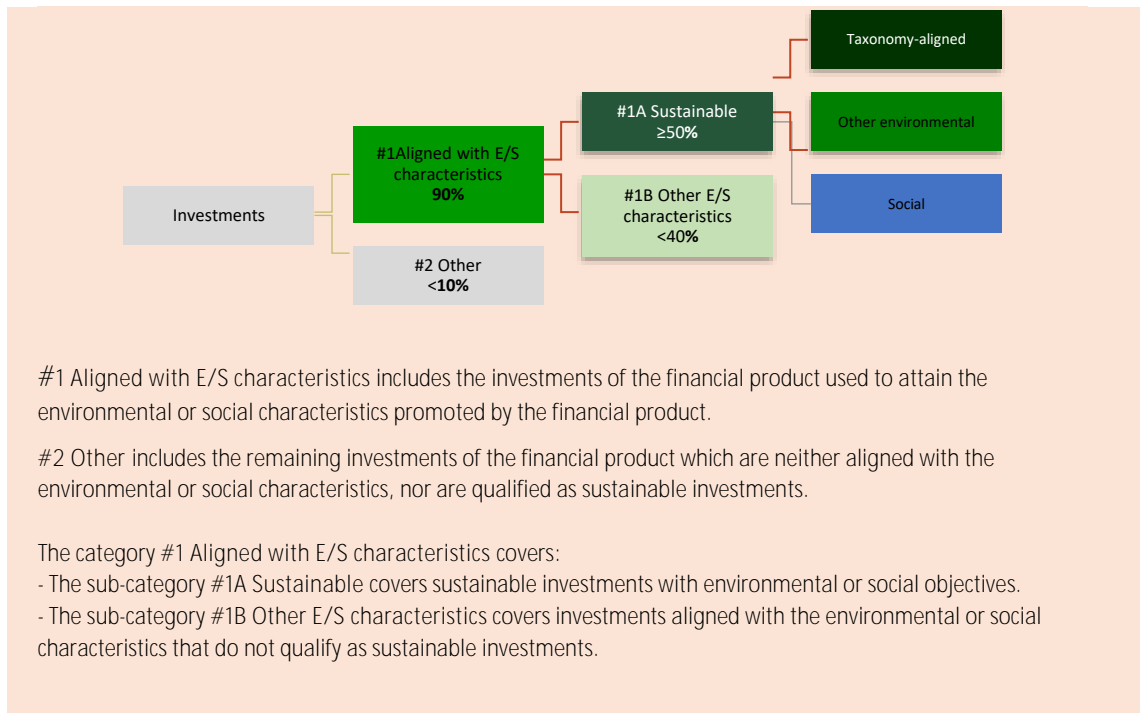 Taxonomy-aligned
#1A Sustainable
≥50%
Other environmental
#1Aligned with E/S
characteristics
90%
#1B Other E/S
characteristics
<40%
Social
Investments
#2 Other
<10%
#1 Aligned with E/S characteristics includes the investments of the financial product used to attain the
environmental or social characteristics promoted by the financial product.
#2 Other includes the remaining investments of the financial product which are neither aligned with the
environmental or social characteristics, nor are qualified as sustainable investments.
The category #1 Aligned with E/S characteristics covers:
- The sub-category #1A Sustainable covers sustainable investments with environmental or social objectives.
- The sub-category #1B Other E/S characteristics covers investments aligned with the environmental or social
characteristics that do not qualify as sustainable investments.